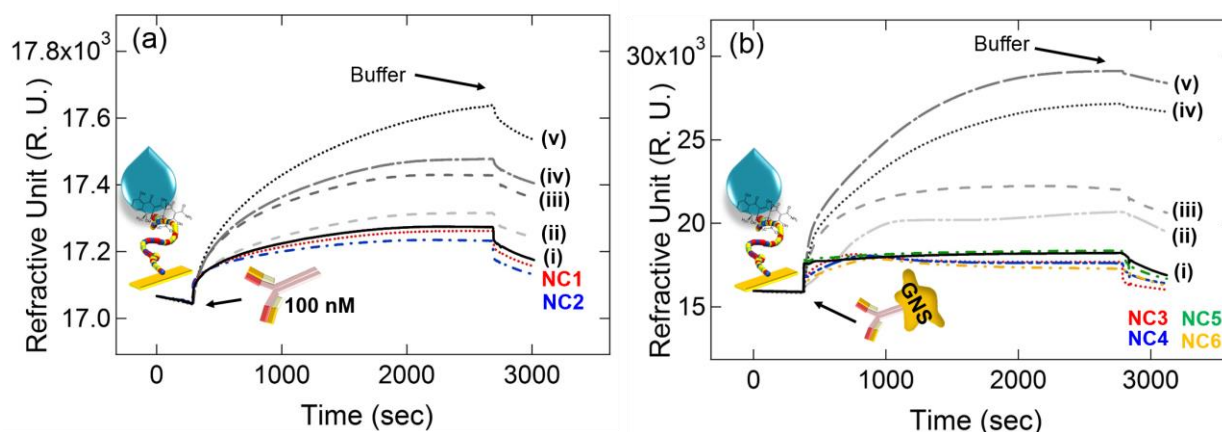 (a)
17.8x10³
17.6
17.4
17.2
17.0
Refractive Unit (R. U.)
Buffer
(v)
(iv)
(iii)
(ii)
(i)
NC1
NC2
100 nM
0
1000
2000
3000
Time (sec)
(b)
30x10³
25
20
15
Refractive Unit (R. U.)
Buffer
(v)
(iv)
(iii)
(ii)
(i)
GNS
NC3 NC5
NC4 NC6
0
1000
2000
3000
Time (sec)